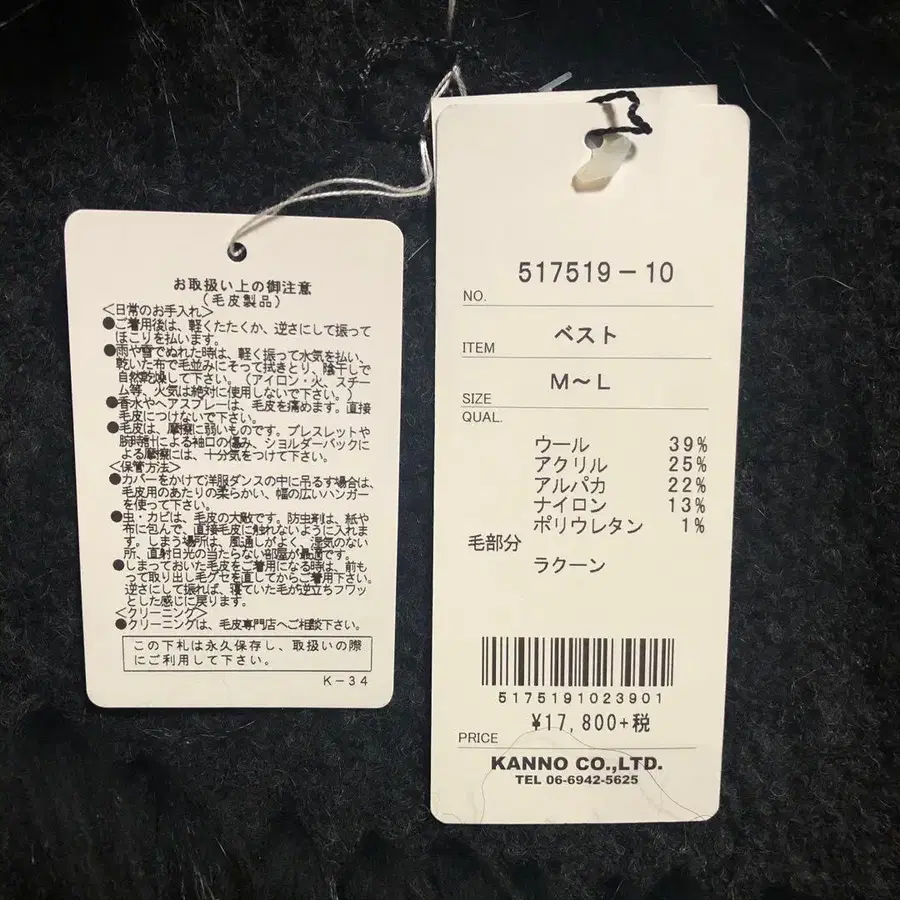 お取扱い上の御注意
(毛皮製品)
＜日常のお手入れ＞
●ご着用後は、軽くたたくか、逆さにして振って
ほこりを払います。
●雨や雪でぬれた時は、軽く振って水気を払い、
乾いた布で毛並みにそって拭きとり、陰干しで
自然乾燥して下さい。(アイロン・火、スチー
ム等、火気は絶対に使用しないで下さい。)
●香水やヘアスプレーは、毛皮を痛めます。直接
毛皮につけないで下さい。
●毛皮は、摩擦に弱いものです。ブレスレットや
腕時計による袖口の傷み、ショルダーバックに
よる摩擦には、十分気をつけて下さい。
＜保管方法＞
●カバーをかけて洋服ダンスの中に吊るす場合は、
毛皮用のあたりの柔らかい、幅の広いハンガー
を使って下さい。
●虫・カビは、毛皮の大敵です。防虫剤は、紙や
布に包んで、直接毛皮に触れないように入れま
す。しまう場所は、風通しがよく、湿気のない
所、直射日光の当たらない部屋が最適です。
●しまっておいた毛皮をご着用になる時は、前も
って取り出し毛グセを直してからご着用下さい。
逆さにして振れば、寝ていた毛が逆立ちフワッ
とした感じに戻ります。
＜クリーニング＞
●クリーニングは、毛皮専門店へご相談下さい。
この下札は永久保存し、取扱いの際
にご利用して下さい。
K-34
517519-10
NO.
ベスト
ITEM
M～L
SIZE
QUAL.
ウール 39%
アクリル 25%
アルパカ 22%
ナイロン 13%
ポリウレタン 1%
毛部分
ラクーン
5175191023901
¥17,800+税
PRICE
KANNO CO.,LTD.
TEL 06-6942-5625